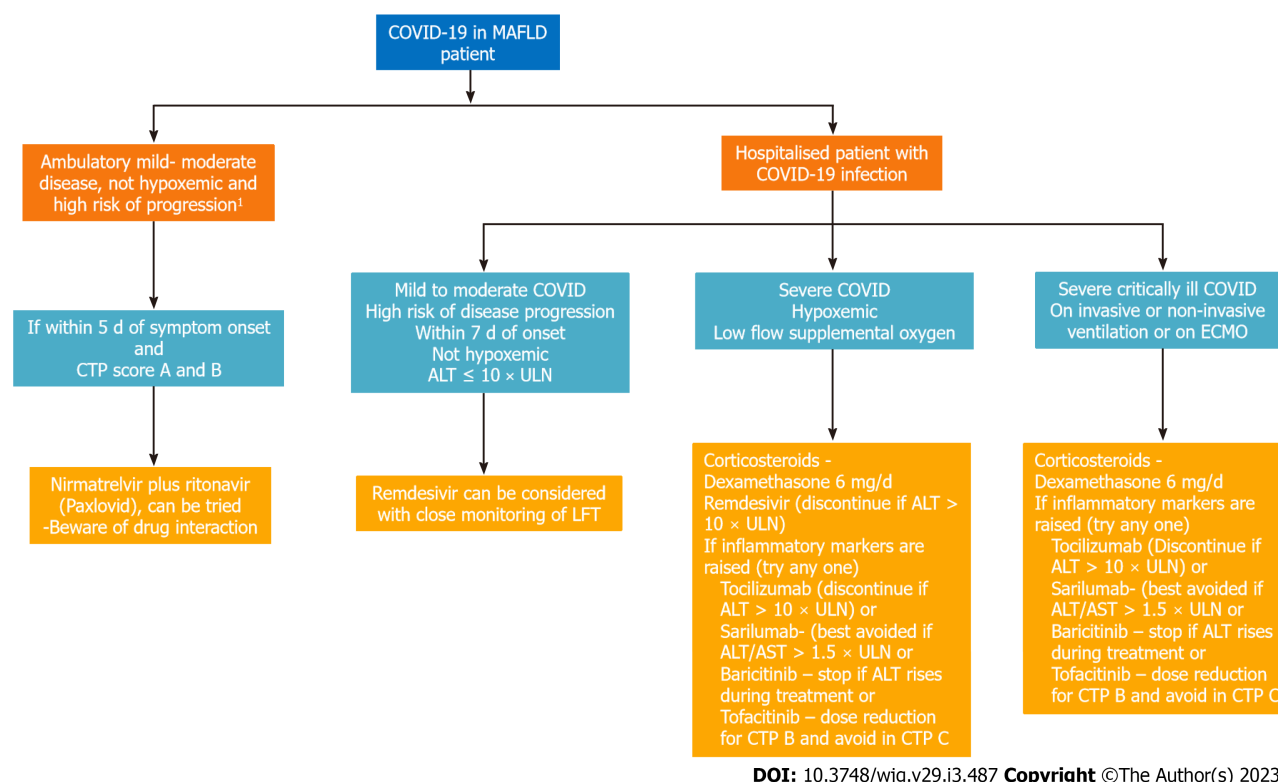 COVID-19 in MAFLD
patient
Ambulatory mild- moderate
disease, not hypoxemic and
high risk of progression¹
Hospitalised patient with
COVID-19 infection
If within 5 d of symptom onset
and
CTP score A and B
Mild to moderate COVID
High risk of disease progression
Within 7 d of onset
Not hypoxemic
ALT ≤ 10 × ULN
Severe COVID
Hypoxemic
Low flow supplemental oxygen
Severe critically ill COVID
On invasive or non-invasive
ventilation or on ECMO
Nirmatrelvir plus ritonavir
(Paxlovid), can be tried
-Beware of drug interaction
Remdesivir can be considered
with close monitoring of LFT
Corticosteroids -
Dexamethasone 6 mg/d
Remdesivir (discontinue if ALT >
10 × ULN)
If inflammatory markers are
raised (try any one)
Tocilizumab (discontinue if
ALT > 10 × ULN) or
Sarilumab- (best avoided if
ALT/AST > 1.5 × ULN or
Baricitinib – stop if ALT rises
during treatment or
Tofacitinib – dose reduction
for CTP B and avoid in CTP C
Corticosteroids -
Dexamethasone 6 mg/d
If inflammatory markers are
raised (try any one)
Tocilizumab (Discontinue if
ALT > 10 × ULN) or
Sarilumab- (best avoided if
ALT/AST > 1.5 × ULN or
Baricitinib – stop if ALT rises
during treatment or
Tofacitinib – dose reduction
for CTP B and avoid in CTP C
DOI: 10.3748/wjg.v29.i3.487 Copyright ©The Author(s) 2023